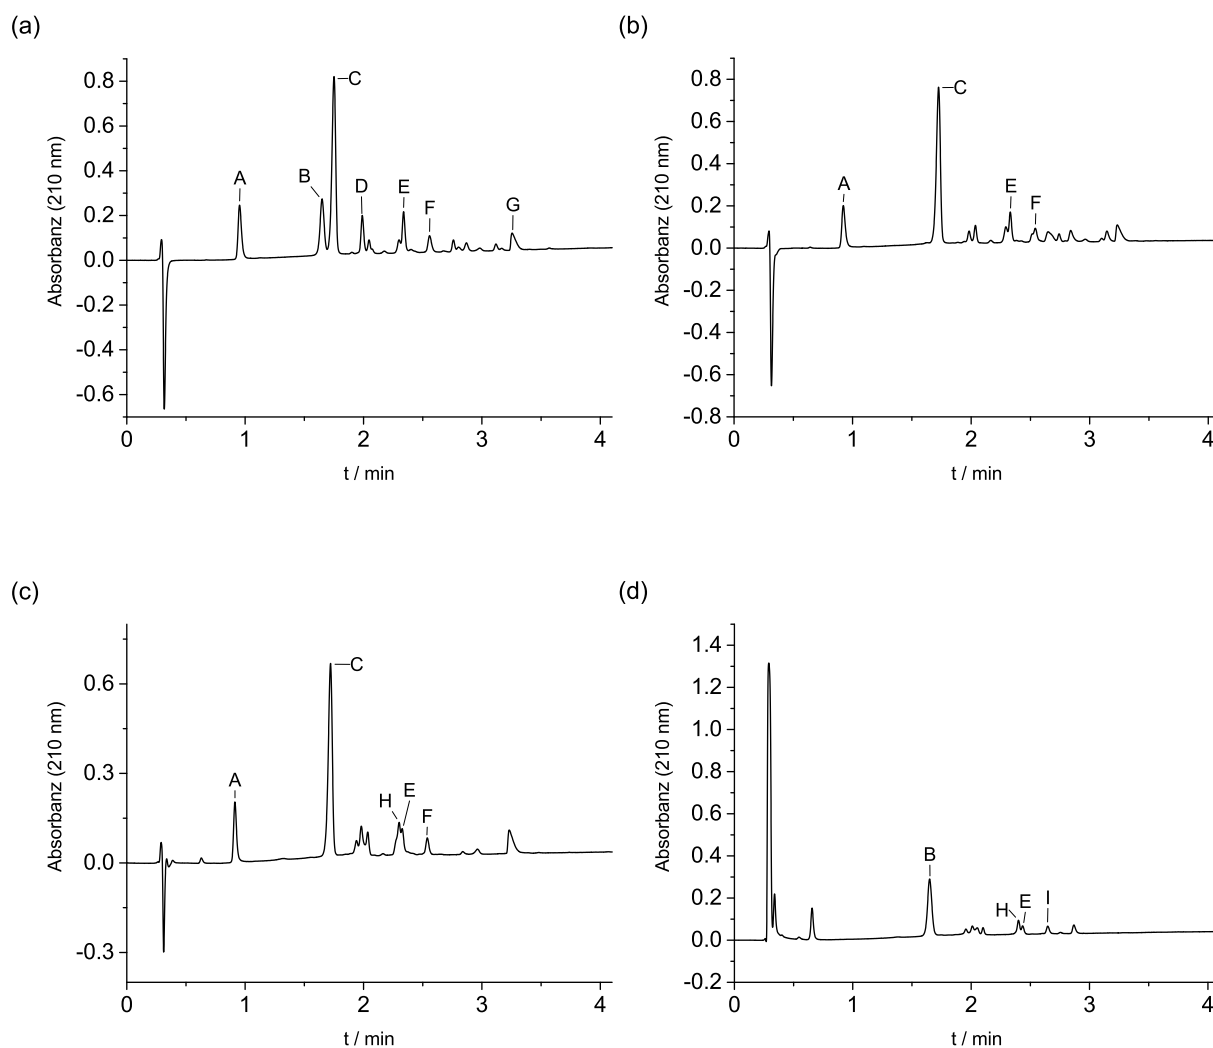 (a)
Absorbanz (210 nm)
0.8
0.6
0.4
0.2
0.0
-0.2
-0.4
-0.6
A
B
C
D
E
F
G
0
1
2
3
4
t / min
(b)
Absorbanz (210 nm)
0.8
0.6
0.4
0.2
0.0
-0.2
-0.4
-0.6
-0.8
A
C
E
F
0
1
2
3
4
t / min
(c)
Absorbanz (210 nm)
0.6
0.3
0.0
-0.3
A
C
H
E
F
0
1
2
3
4
t / min
(d)
Absorbanz (210 nm)
1.4
1.2
1.0
0.8
0.6
0.4
0.2
0.0
-0.2
B
H
E
I
0
1
2
3
4
t / min